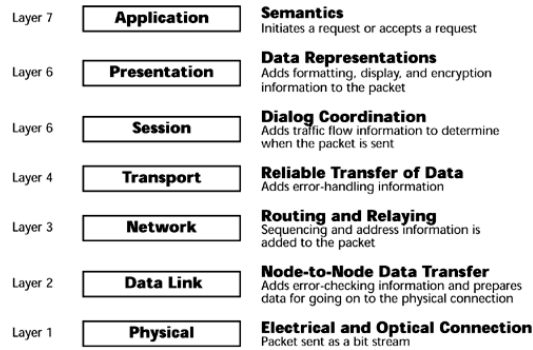 Layer 7
Application
Semantics
Initiates a request or accepts a request
Layer 6
Presentation
Data Representations
Adds formatting, display, and encryption
information to the packet
Layer 6
Session
Dialog Coordination
Adds traffic flow information to determine
when the packet is sent
Layer 4
Transport
Reliable Transfer of Data
Adds error-handling information
Layer 3
Network
Routing and Relaying
Sequencing and address information is
added to the packet
Layer 2
Data Link
Node-to-Node Data Transfer
Adds error-checking information and prepares
data for going on to the physical connection
Layer 1
Physical
Electrical and Optical Connection
Packet sent as a bit stream